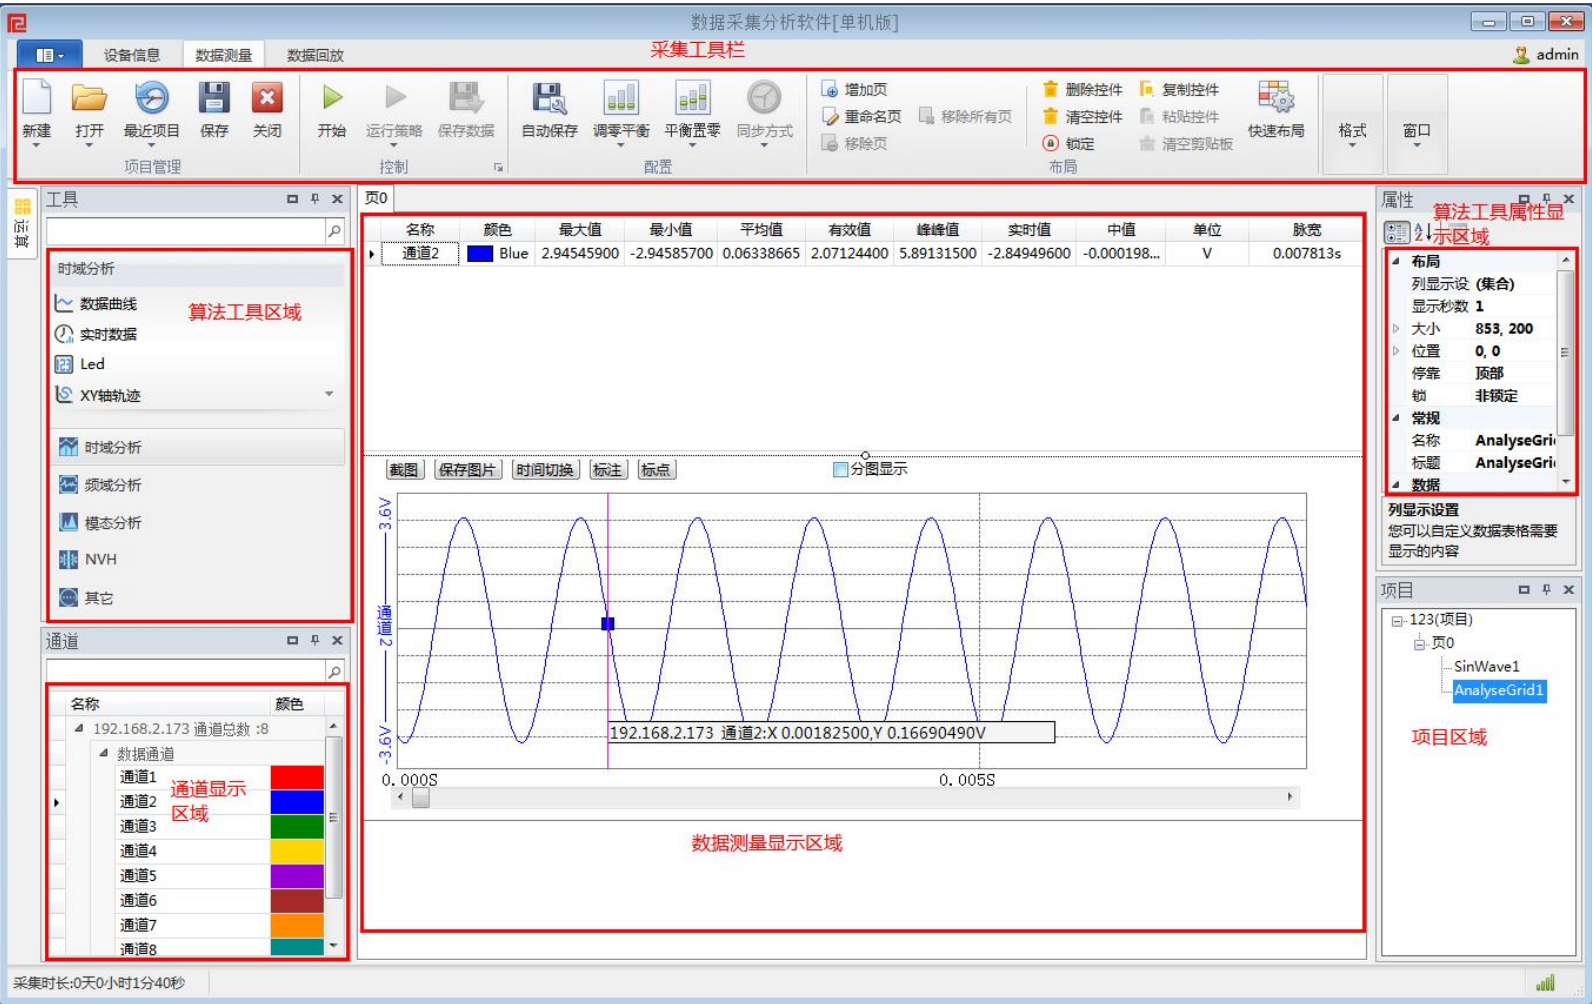 数据采集分析软件[单机版]
设备信息 数据测量 数据回放 采集工具栏 admin
新建 打开 最近项目 保存 关闭
项目管理
开始 运行策略 保存数据
控制
自动保存 调零平衡 平衡置零 同步方式
配置
增加页
重命名页 移除所有页
移除页
删除控件 复制控件
清空控件 粘贴控件
锁定 清空剪贴板
快速布局
布局
格式
窗口
运算
工具
时域分析
数据曲线
算法工具区域
实时数据
Led
XY轴轨迹
时域分析
频域分析
模态分析
NVH
其它
通道
名称 颜色
192.168.2.173 通道总数 :8
数据通道
通道1
通道2
通道3
通道4
通道5
通道6
通道7
通道8
通道显示
区域
页0
名称 颜色 最大值 最小值 平均值 有效值 峰峰值 实时值 中值 单位 脉宽
通道2 Blue 2.94545900 -2.94585700 0.06338665 2.07124400 5.89131500 -2.84949600 -0.000198... V 0.007813s
截图 保存图片 时间切换 标注 标点 分图显示
3.6V
通道2
-3.6V
192.168.2.173 通道2:X 0.00182500,Y 0.16690490V
0.000S 0.005S
数据测量显示区域
属性
算法工具属性显
示区域
布局
列显示设 (集合)
显示秒数 1
大小 853, 200
位置 0, 0
停靠 顶部
锁 非锁定
常规
名称 AnalyseGri
标题 AnalyseGri
数据
列显示设置
您可以自定义数据表格需要
显示的内容
项目
123(项目)
页0
SinWave1
AnalyseGrid1
项目区域
采集时长:0天0小时1分40秒